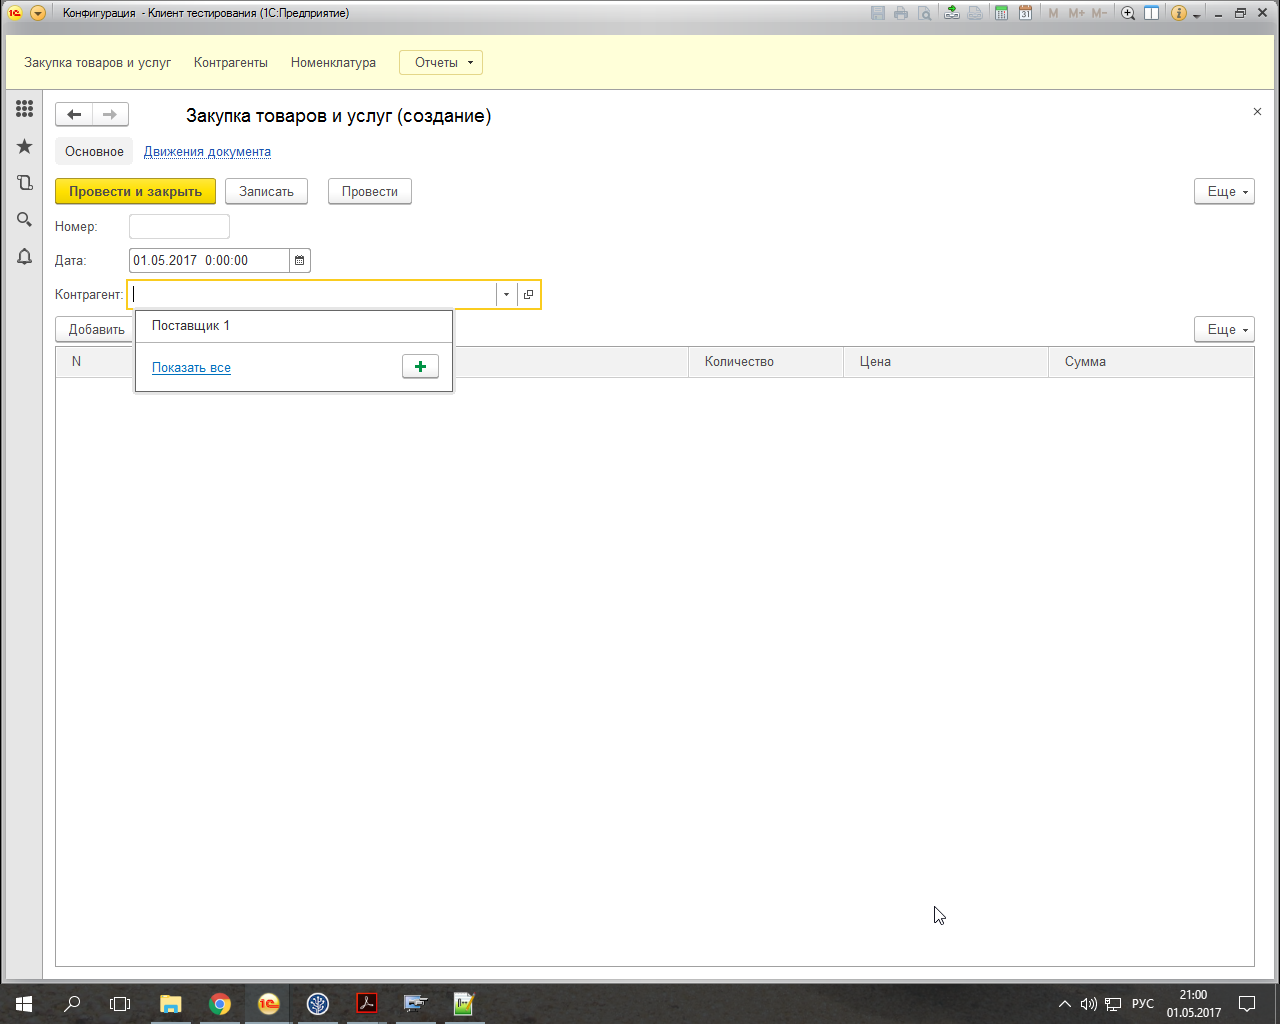 Конфигурация - Клиент тестирования (1С:Предприятие)
M M+ M-
Закупка товаров и услуг Контрагенты Номенклатура Отчеты
Закупка товаров и услуг (создание)
Основное Движения документа
Провести и закрыть Записать Провести Еще
Номер:
Дата: 01.05.2017 0:00:00
Контрагент:
Добавить Поставщик 1 Еще
N Количество Цена Сумма
Показать все
РУС 21:00
01.05.2017